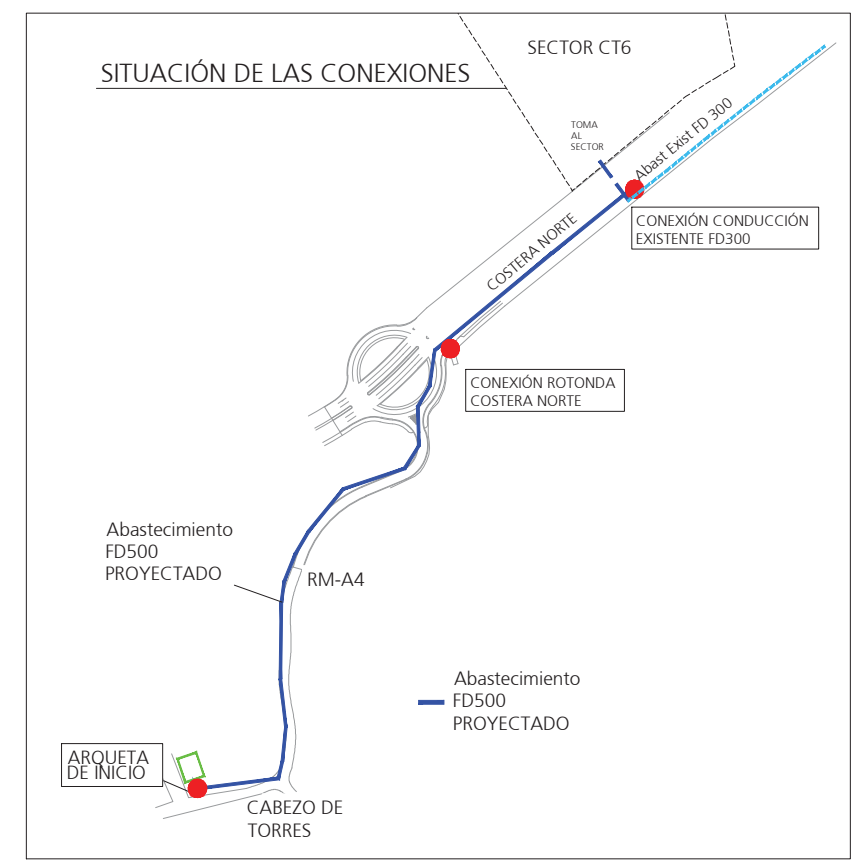 SECTOR CT6
SITUACIÓN DE LAS CONEXIONES
TOMA
AL
SECTOR
Abast Exist FD 300
CONEXIÓN CONDUCCIÓN
EXISTENTE FD300
COSTERA NORTE
CONEXIÓN ROTONDA
COSTERA NORTE
Abastecimiento
FD500
PROYECTADO
RM-A4
Abastecimiento
FD500
PROYECTADO
ARQUETA
DE INICIO
CABEZO DE
TORRES